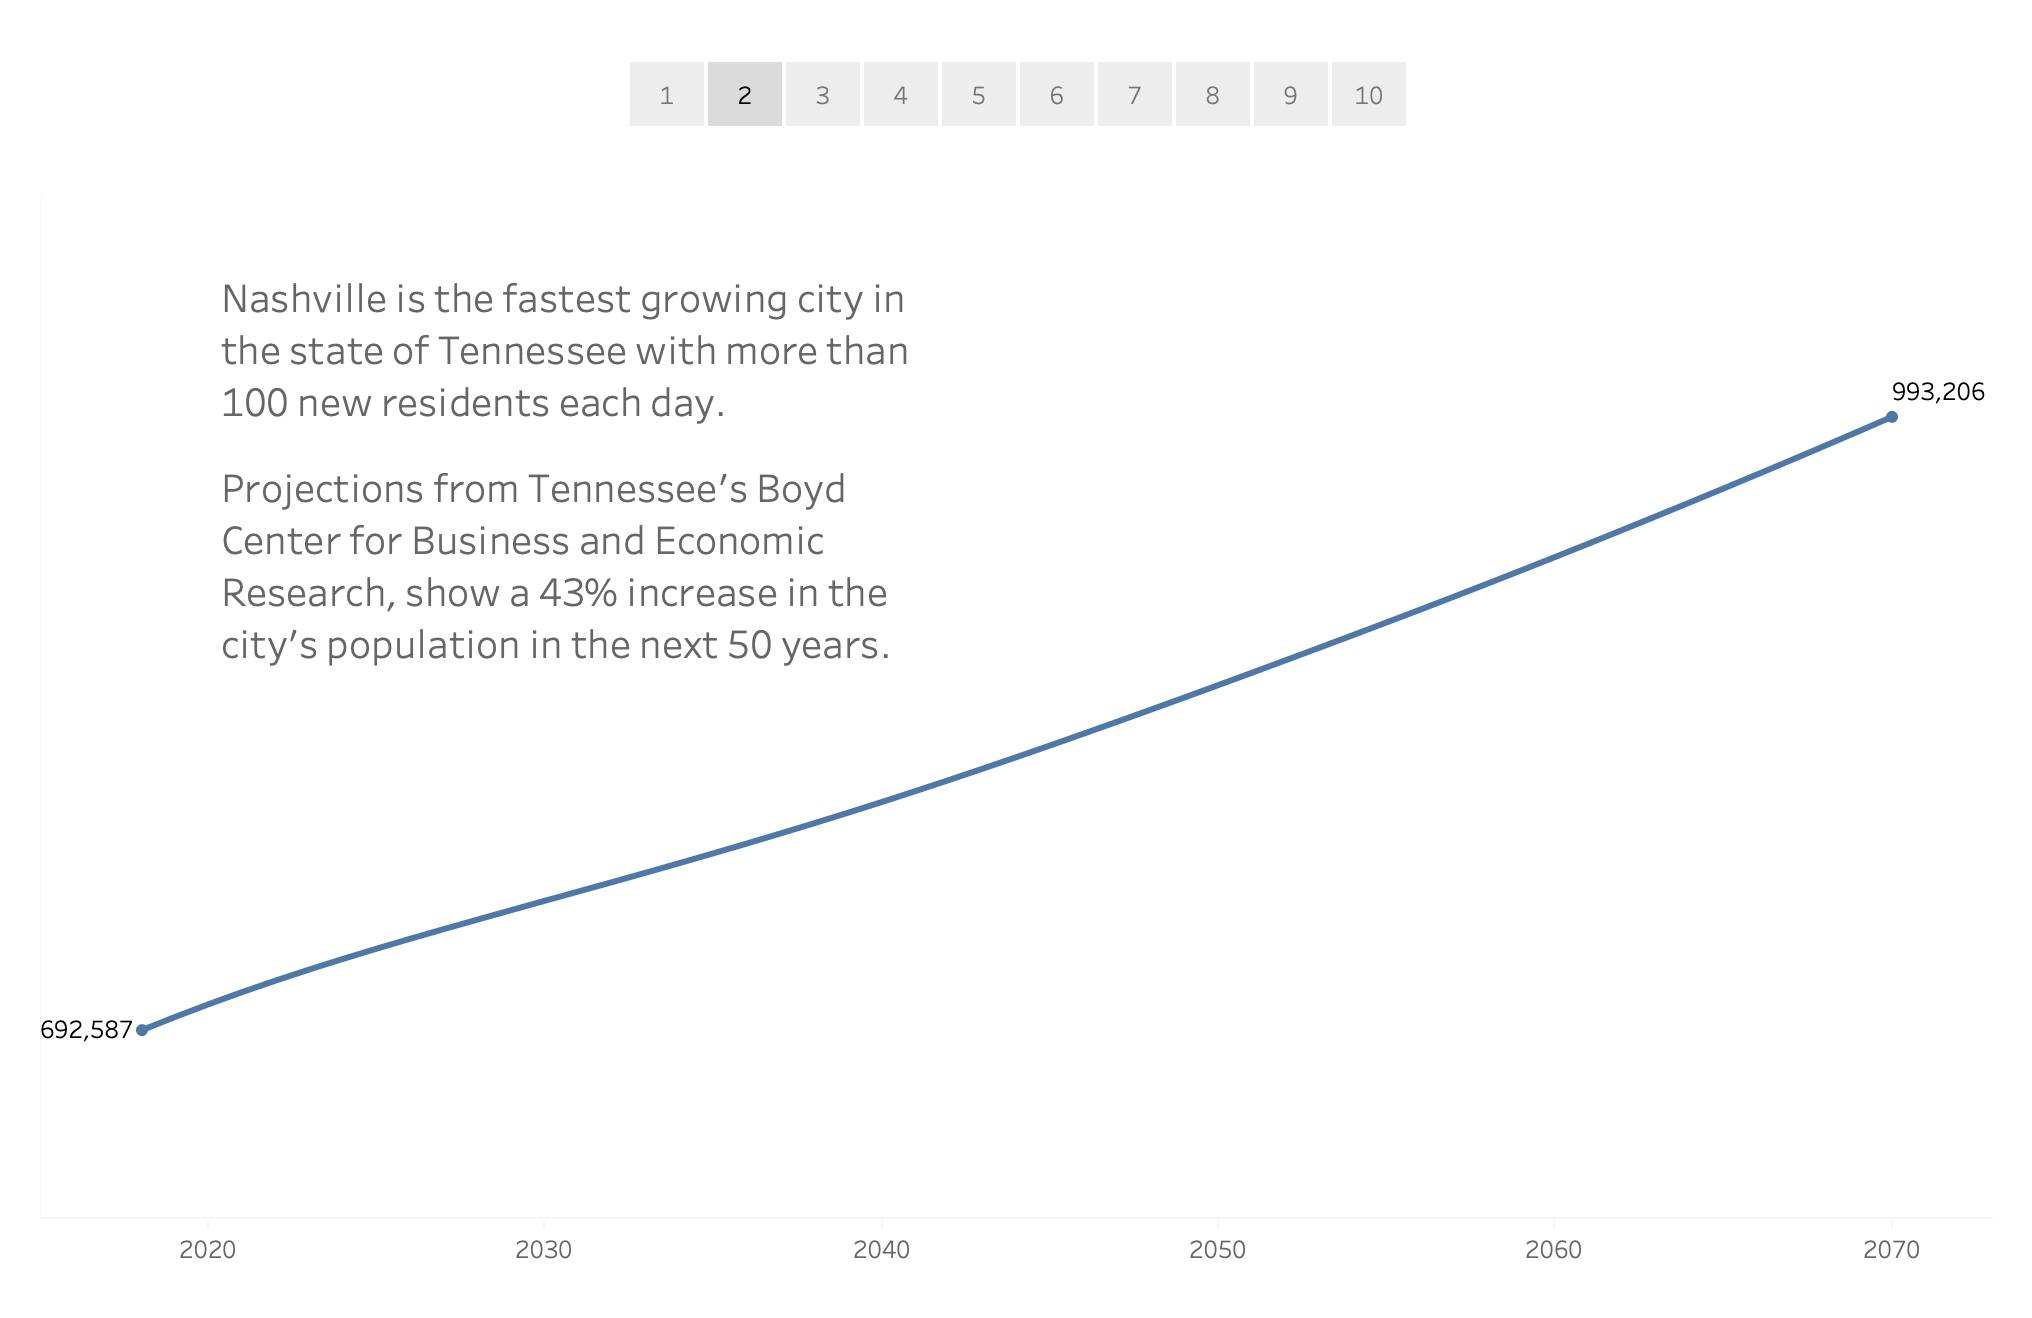 1 2 3 4 5 6 7 8 9 10
Nashville is the fastest growing city in
the state of Tennessee with more than
100 new residents each day.
Projections from Tennessee’s Boyd
Center for Business and Economic
Research, show a 43% increase in the
city’s population in the next 50 years.
993,206
692,587
2020 2030 2040 2050 2060 2070